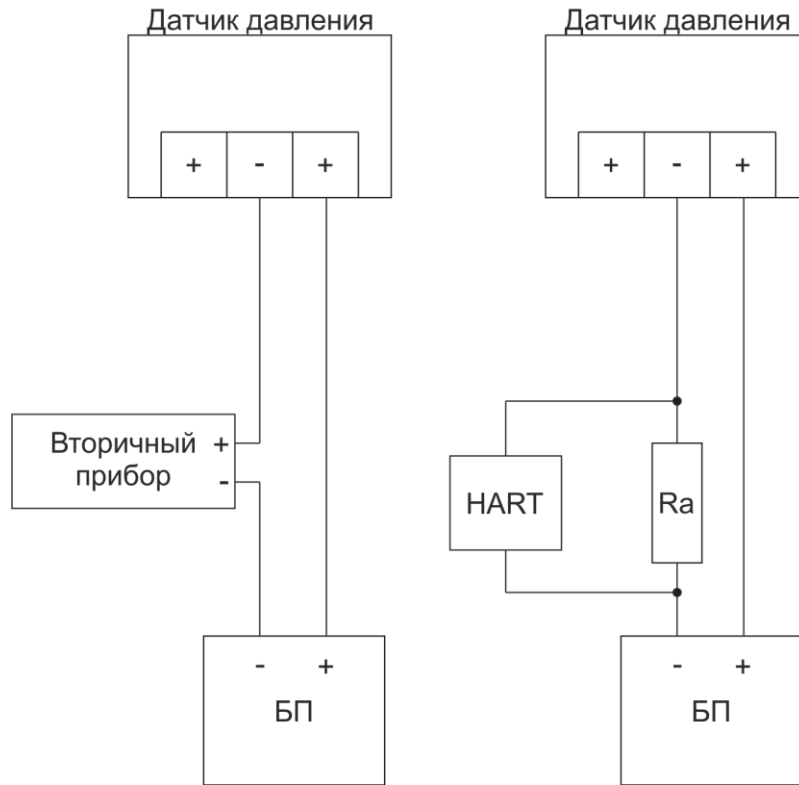 Датчик давления
+ - +
Вторичный +
прибор -
- +
БП
Датчик давления
+ - +
HART
Ra
- +
БП